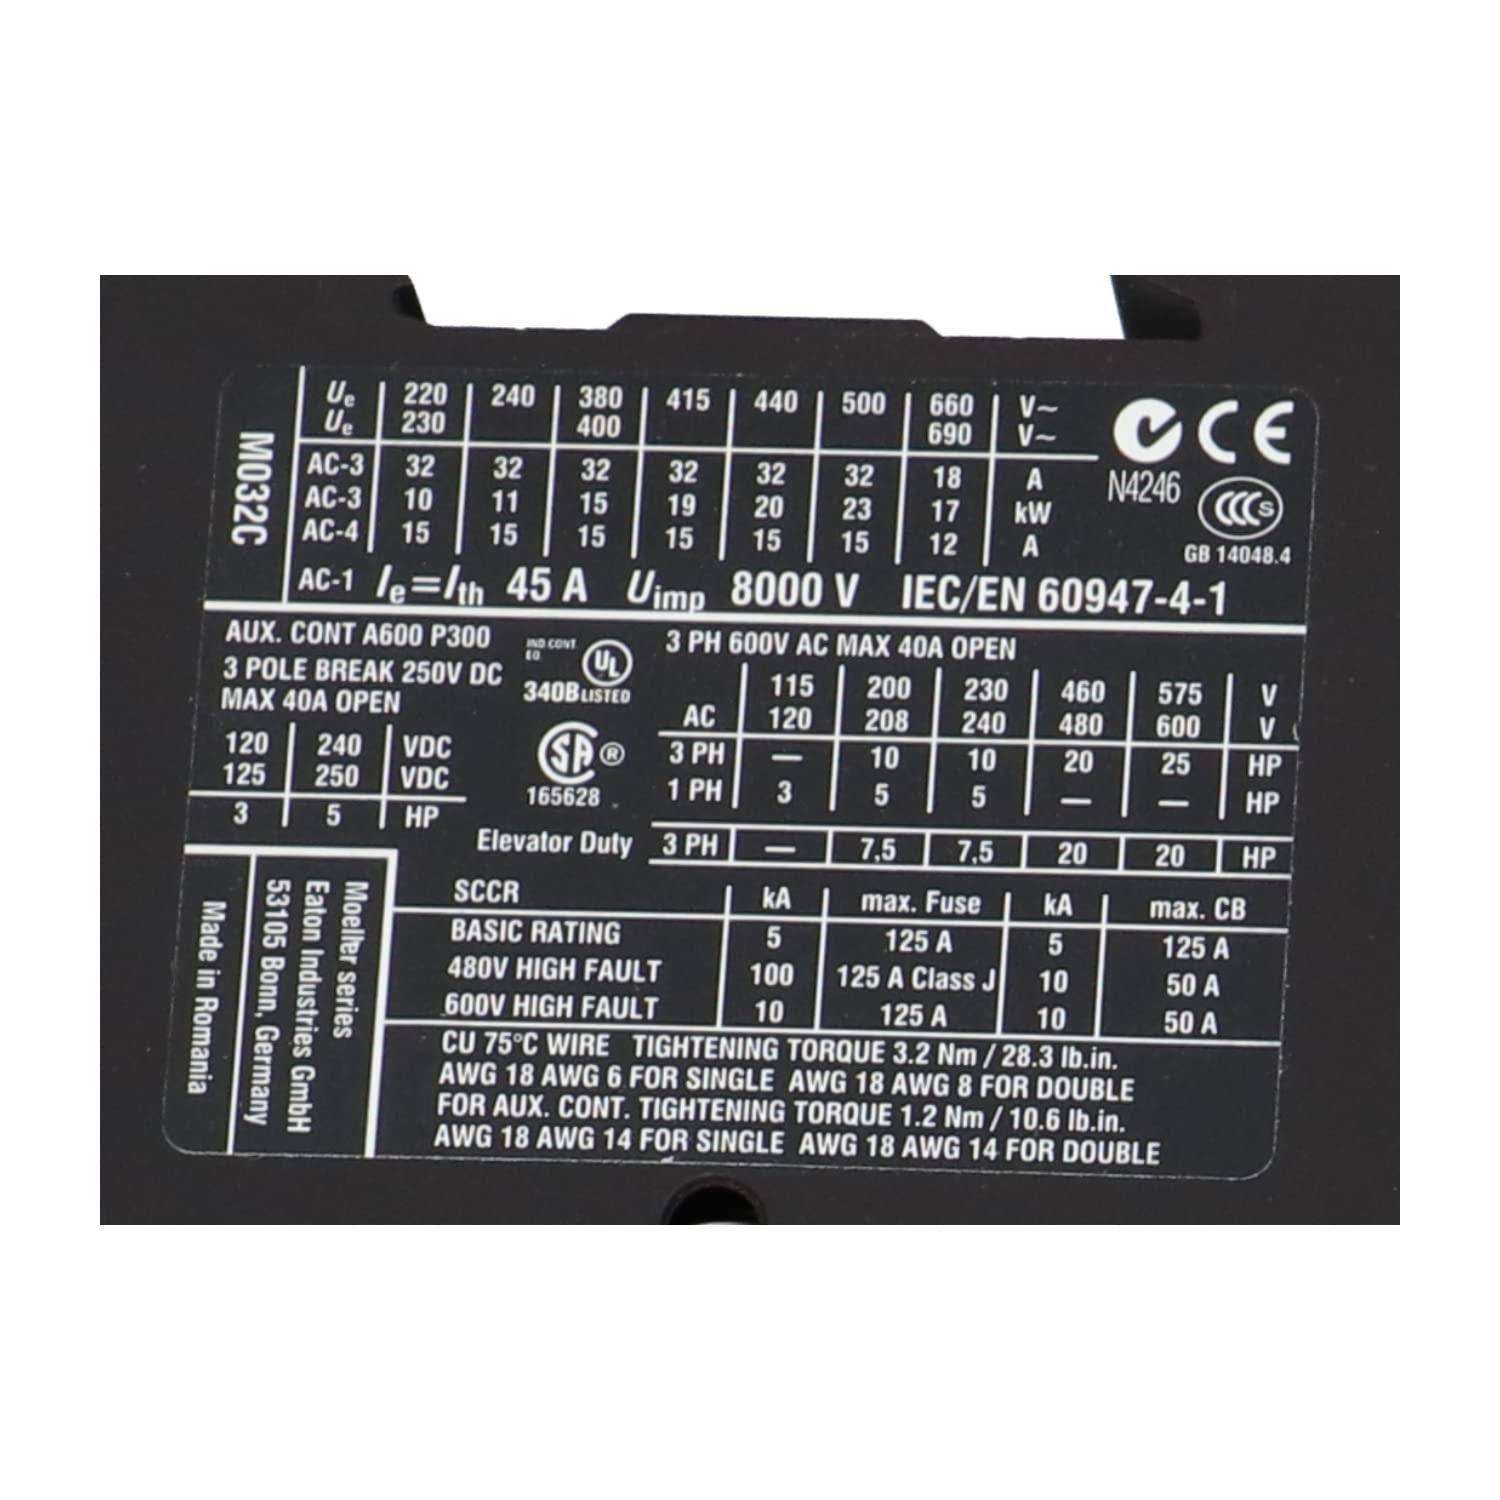 M032C
Ue 220 240 380 415 440 500 660 V~
Ue 230 400 690 V~
AC-3 32 32 32 32 32 32 18 A
AC-3 10 11 15 19 20 23 17 kW
AC-4 15 15 15 15 15 15 12 A
AC-1 Ie=Ith 45 A Uimp 8000 V IEC/EN 60947-4-1
CE
N4246
CCC S
GB 14048.4
AUX. CONT A600 P300
3 POLE BREAK 250V DC
MAX 40A OPEN
120 240 VDC
125 250 VDC
3 5 HP
IND CONT
EQ
UL
340B LISTED
SA ®
165628
3 PH 600V AC MAX 40A OPEN
115 200 230 460 575 V
AC 120 208 240 480 600 V
3 PH — 10 10 20 25 HP
1 PH 3 5 5 — — HP
Elevator Duty 3 PH — 7,5 7,5 20 20 HP
SCCR kA max. Fuse kA max. CB
BASIC RATING 5 125 A 5 125 A
480V HIGH FAULT 100 125 A Class J 10 50 A
600V HIGH FAULT 10 125 A 10 50 A
CU 75°C WIRE TIGHTENING TORQUE 3.2 Nm / 28.3 lb.in.
AWG 18 AWG 6 FOR SINGLE AWG 18 AWG 8 FOR DOUBLE
FOR AUX. CONT. TIGHTENING TORQUE 1.2 Nm / 10.6 lb.in.
AWG 18 AWG 14 FOR SINGLE AWG 18 AWG 14 FOR DOUBLE
Moeller series
Eaton Industries GmbH
53105 Bonn, Germany
Made in Romania